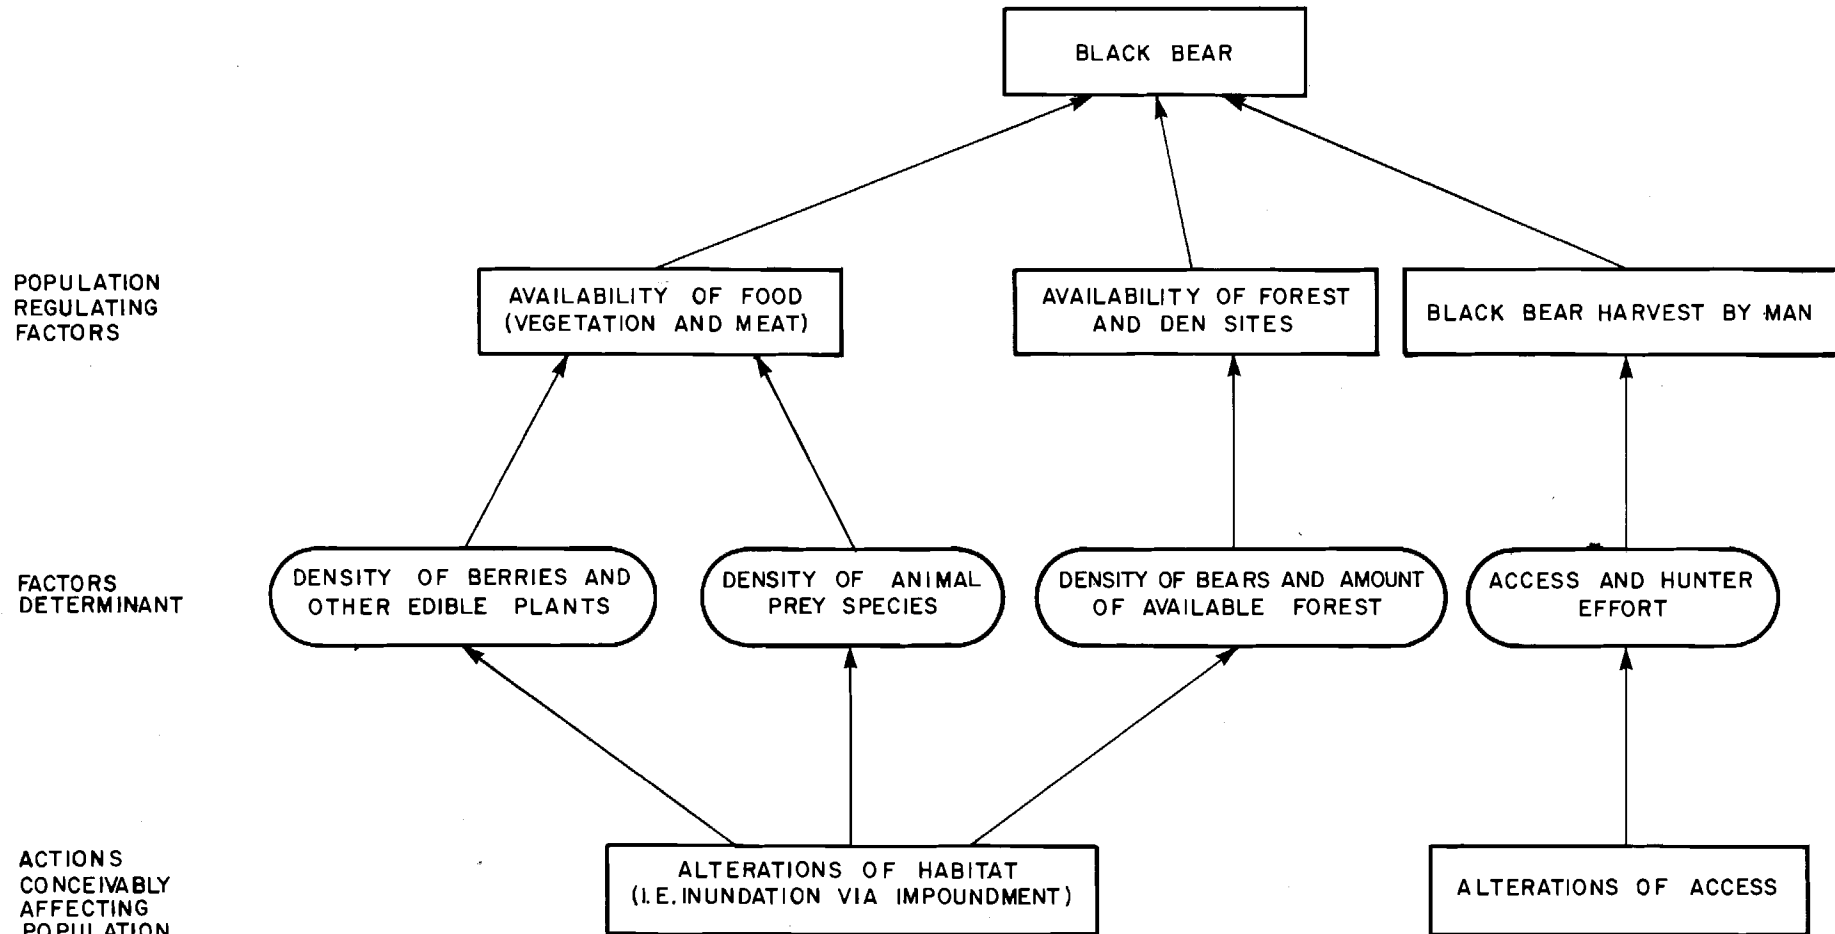 BLACK BEAR
POPULATION
REGULATING
FACTORS
AVAILABILITY OF FOOD
(VEGETATION AND MEAT)
AVAILABILITY OF FOREST
AND DEN SITES
BLACK BEAR HARVEST BY MAN
FACTORS
DETERMINANT
DENSITY OF BERRIES AND
OTHER EDIBLE PLANTS
DENSITY OF ANIMAL
PREY SPECIES
DENSITY OF BEARS AND AMOUNT
OF AVAILABLE FOREST
ACCESS AND HUNTER
EFFORT
ACTIONS
CONCEIVABLY
AFFECTING
POPULATION
ALTERATIONS OF HABITAT
(I.E. INUNDATION VIA IMPOUNDMENT)
ALTERATIONS OF ACCESS